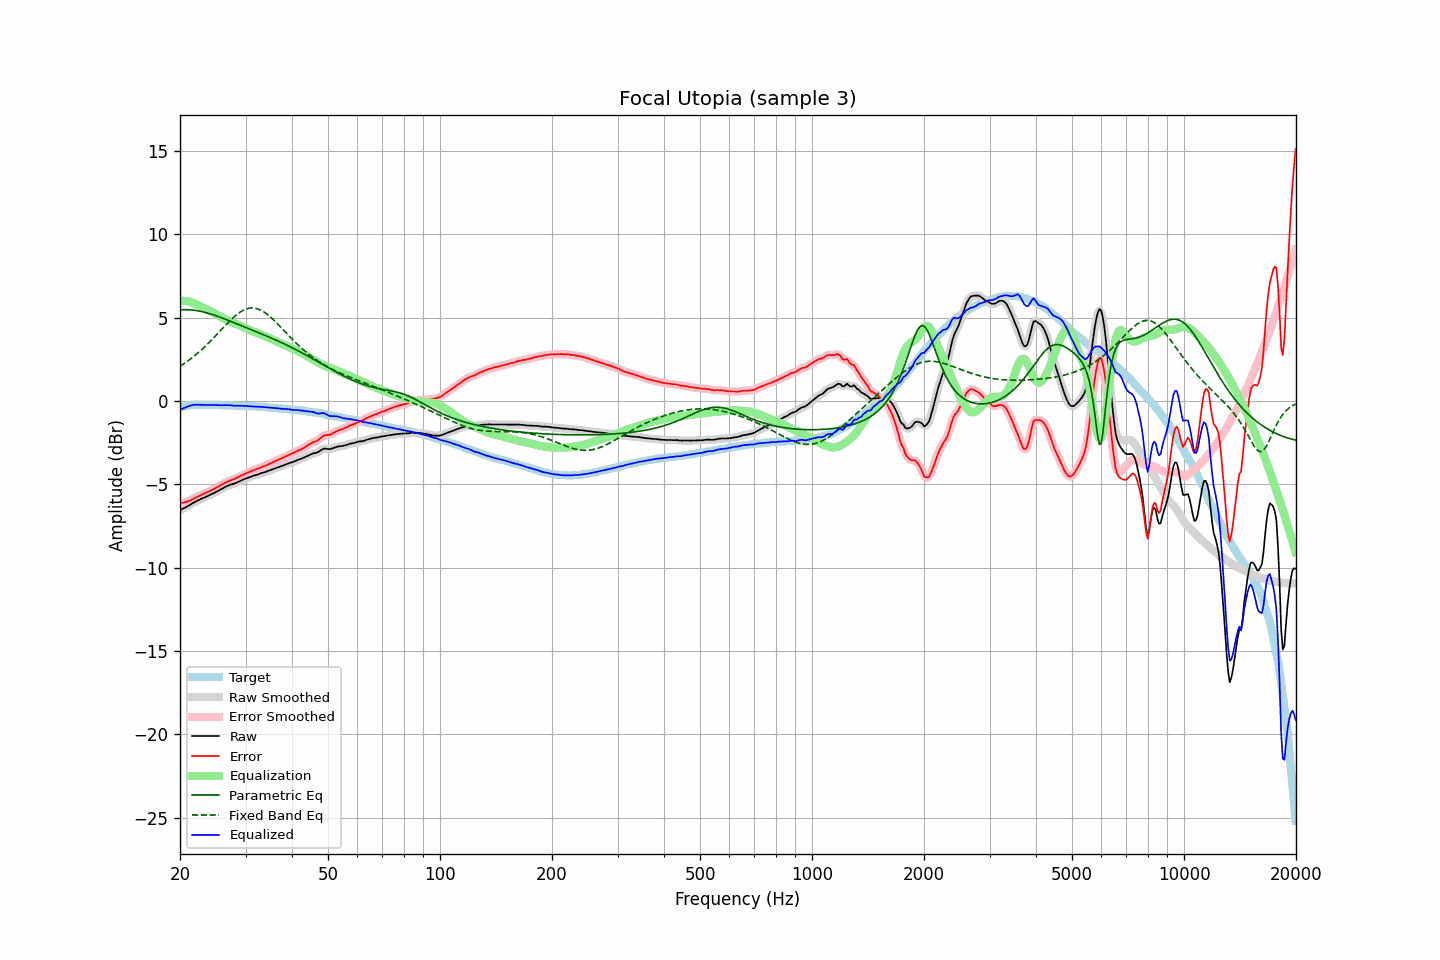 Focal Utopia (sample 3)
Amplitude (dBr)
15
10
5
0
−5
−10
−15
−20
−25
Target
Raw Smoothed
Error Smoothed
Raw
Error
Equalization
Parametric Eq
Fixed Band Eq
Equalized
20 50 100 200 500 1000 2000 5000 10000 20000
Frequency (Hz)